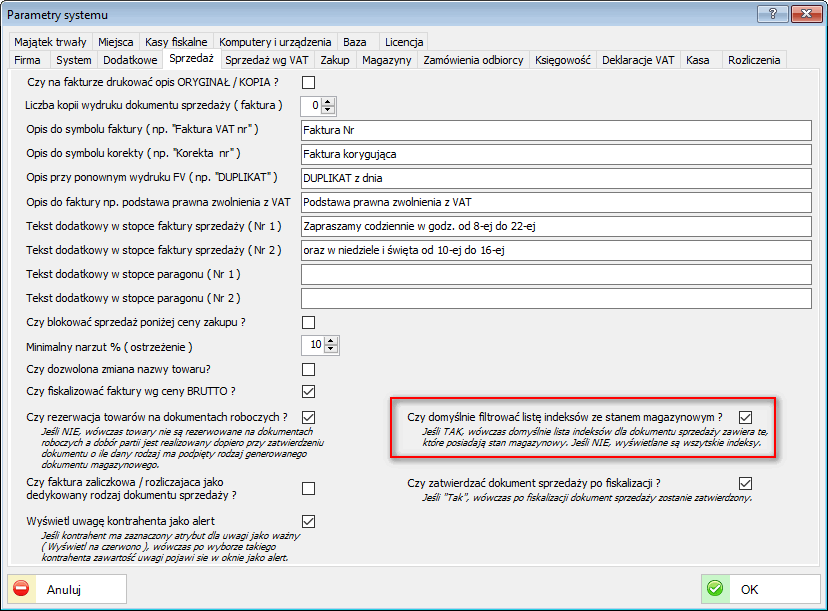 Parametry systemu
?
Majątek trwały Miejsca Kasy fiskalne Komputery i urządzenia Baza Licencja
Firma System Dodatkowe Sprzedaż Sprzedaż wg VAT Zakup Magazyny Zamówienia odbiorcy Księgowość Deklaracje VAT Kasa Rozliczenia
Czy na fakturze drukować opis ORYGINAŁ / KOPIA ?
Liczba kopii wydruku dokumentu sprzedaży ( faktura ) 0
Opis do symbolu faktury ( np. "Faktura VAT nr" ) Faktura Nr
Opis do symbolu korekty ( np. "Korekta nr" ) Faktura korygująca
Opis przy ponownym wydruku FV ( np. "DUPLIKAT" ) DUPLIKAT z dnia
Opis do faktury np. podstawa prawna zwolnienia z VAT Podstawa prawna zwolnienia z VAT
Tekst dodatkowy w stopce faktury sprzedaży ( Nr 1 ) Zapraszamy codziennie w godz. od 8-ej do 22-ej
Tekst dodatkowy w stopce faktury sprzedaży ( Nr 2 ) oraz w niedziele i święta od 10-ej do 16-ej
Tekst dodatkowy w stopce paragonu ( Nr 1 )
Tekst dodatkowy w stopce paragonu ( Nr 2 )
Czy blokować sprzedaż poniżej ceny zakupu ?
Minimalny narzut % ( ostrzeżenie ) 10
Czy dozwolona zmiana nazwy towaru?
Czy fiskalizować faktury wg ceny BRUTTO ?
Czy rezerwacja towarów na dokumentach roboczych ?
Jeśli NIE, wówczas towary nie są rezerwowane na dokumentach
roboczych a dobór partii jest realizowany dopiero przy zatwierdzeniu
dokumentu o ile dany rodzaj ma podpięty rodzaj generowanego
dokumentu magazynowego.
Czy domyślnie filtrować listę indeksów ze stanem magazynowym ?
Jeśli TAK, wówczas domyślnie lista indeksów dla dokumentu sprzedaży zawiera te,
które posiadają stan magazynowy. Jeśli NIE, wyświetlane są wszytskie indeksy.
Czy faktura zaliczkowa / rozliczajaca jako
dedykowany rodzaj dokumentu sprzedaży ?
Czy zatwierdzać dokument sprzedaży po fiskalizacji ?
Jeśli "Tak", wówczas po fiskalizacji dokument sprzedaży zostanie zatwierdzony.
Wyświetl uwagę kontrahenta jako alert
Jeśli kontrahent ma zaznaczony atrybut dla uwagi jako ważny
( Wyświetl na czerwono ), wówczas po wyborze takiego
kontrahenta zawartość uwagi pojawi sie w oknie jako alert.
Anuluj OK